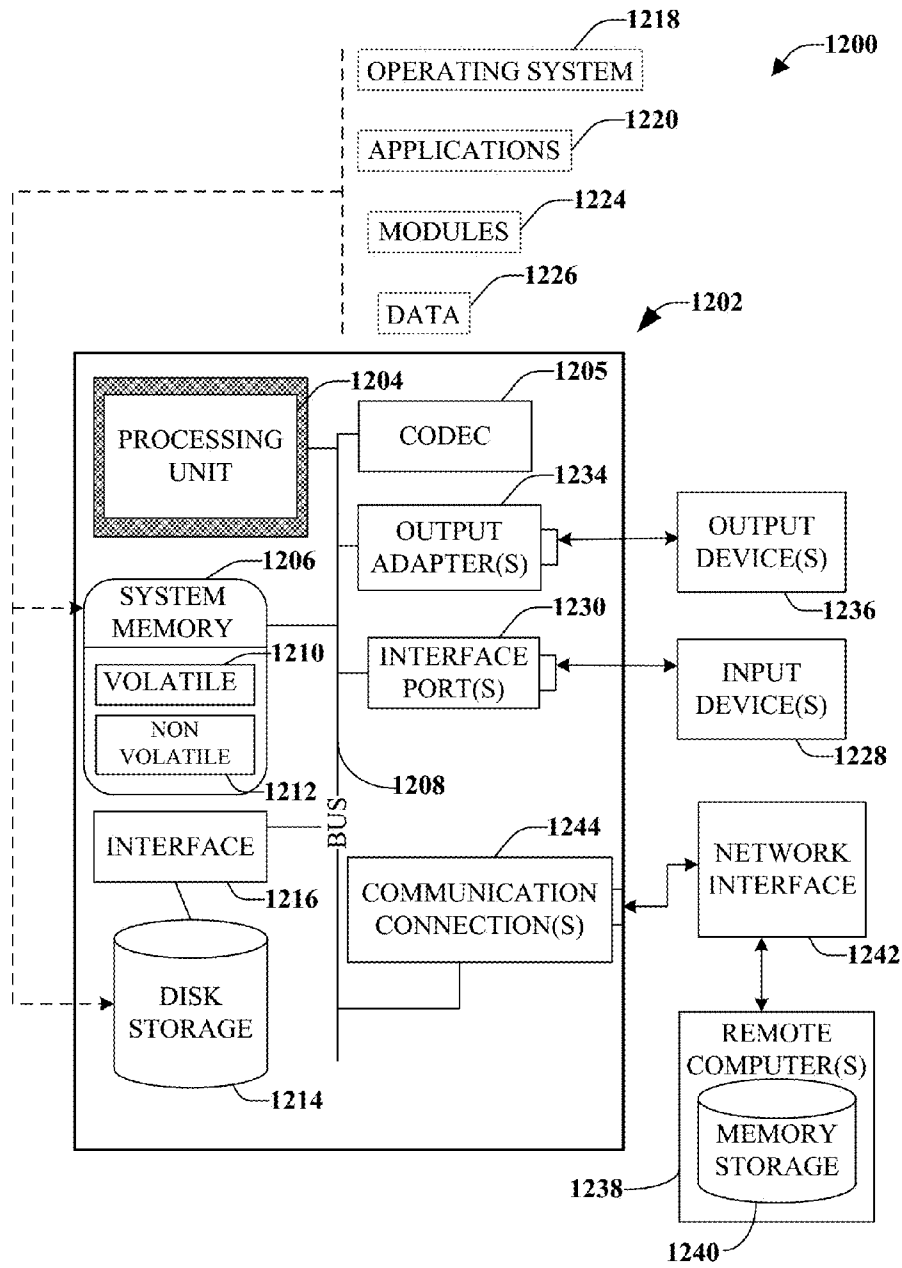 1218
1200
OPERATING SYSTEM
1220
APPLICATIONS
1224
MODULES
1226
DATA
1202
1204
PROCESSING
UNIT
1205
CODEC
1234
OUTPUT
ADAPTER(S)
OUTPUT
DEVICE(S)
1236
1206
SYSTEM
MEMORY
1210
VOLATILE
NON
VOLATILE
1212
1230
INTERFACE
PORT(S)
INPUT
DEVICE(S)
1228
1208
BUS
INTERFACE
1216
1244
COMMUNICATION
CONNECTION(S)
NETWORK
INTERFACE
1242
DISK
STORAGE
1214
REMOTE
COMPUTER(S)
MEMORY
STORAGE
1238
1240